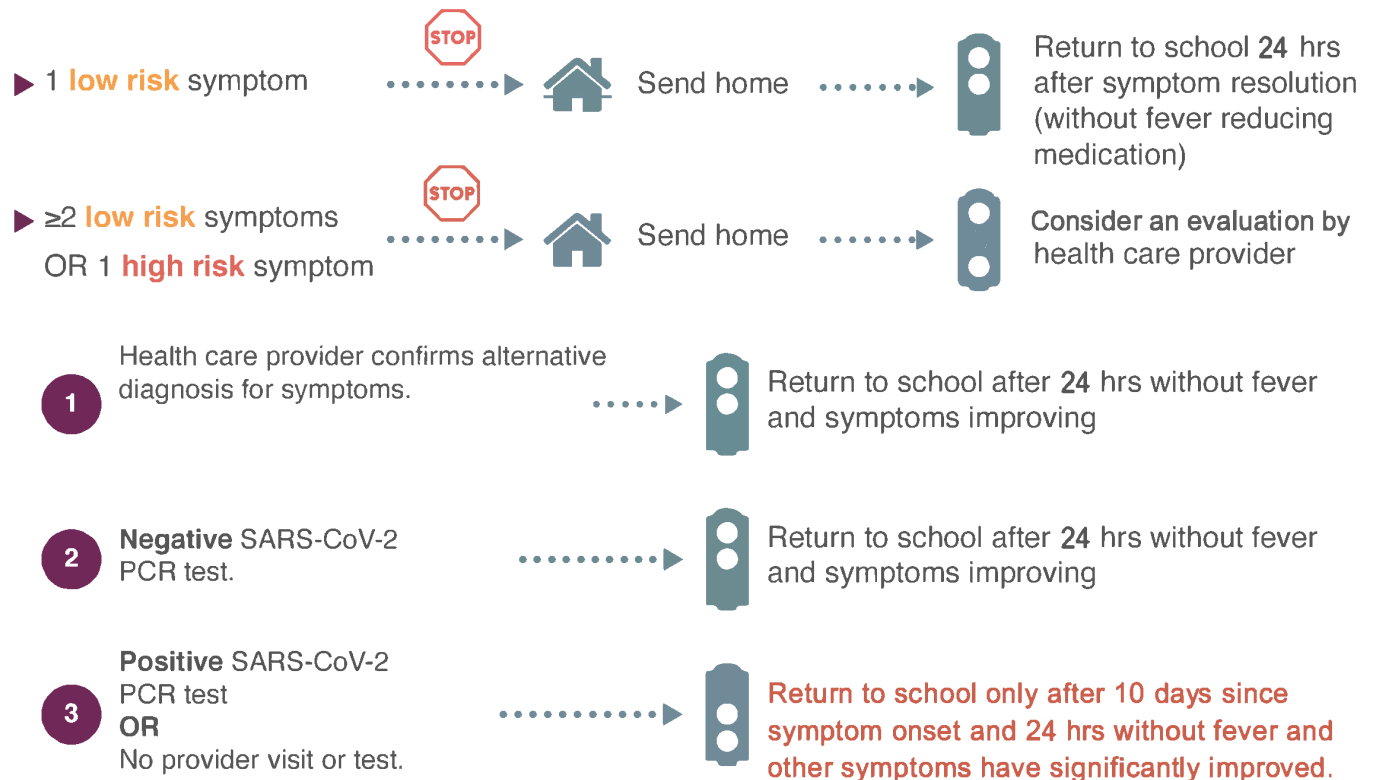 STOP
1 low risk symptom
Send home
Return to school 24 hrs
after symptom resolution
(without fever reducing
medication)
STOP
≥2 low risk symptoms
OR 1 high risk symptom
Send home
Consider an evaluation by
health care provider
1
Health care provider confirms alternative
diagnosis for symptoms.
Return to school after 24 hrs without fever
and symptoms improving
2
Negative SARS-CoV-2
PCR test.
Return to school after 24 hrs without fever
and symptoms improving
3
Positive SARS-CoV-2
PCR test
OR
No provider visit or test.
Return to school only after 10 days since
symptom onset and 24 hrs without fever and
other symptoms have significantly improved.